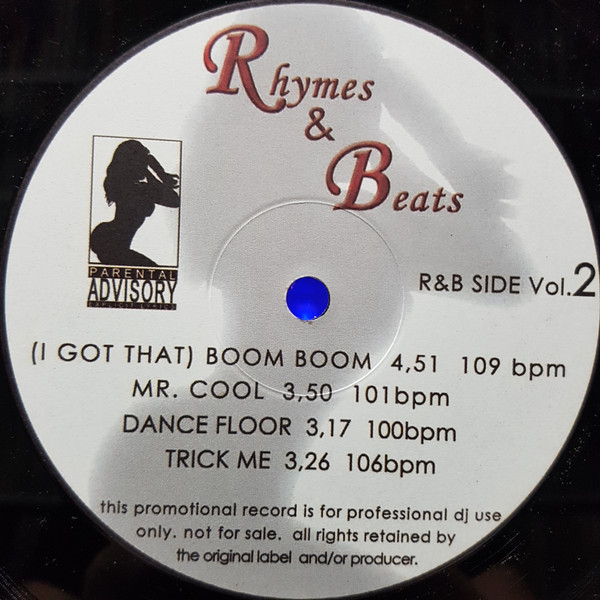 Rhymes
&
Beats
PARENTAL
ADVISORY
EXPLICIT LYRICS
R&B SIDE Vol.2
(I GOT THAT) BOOM BOOM 4,51 109 bpm
MR. COOL 3,50 101bpm
DANCE FLOOR 3,17 100bpm
TRICK ME 3,26 106bpm
this promotional record is for professional dj use
only. not for sale. all rights retained by
the original label and/or producer.